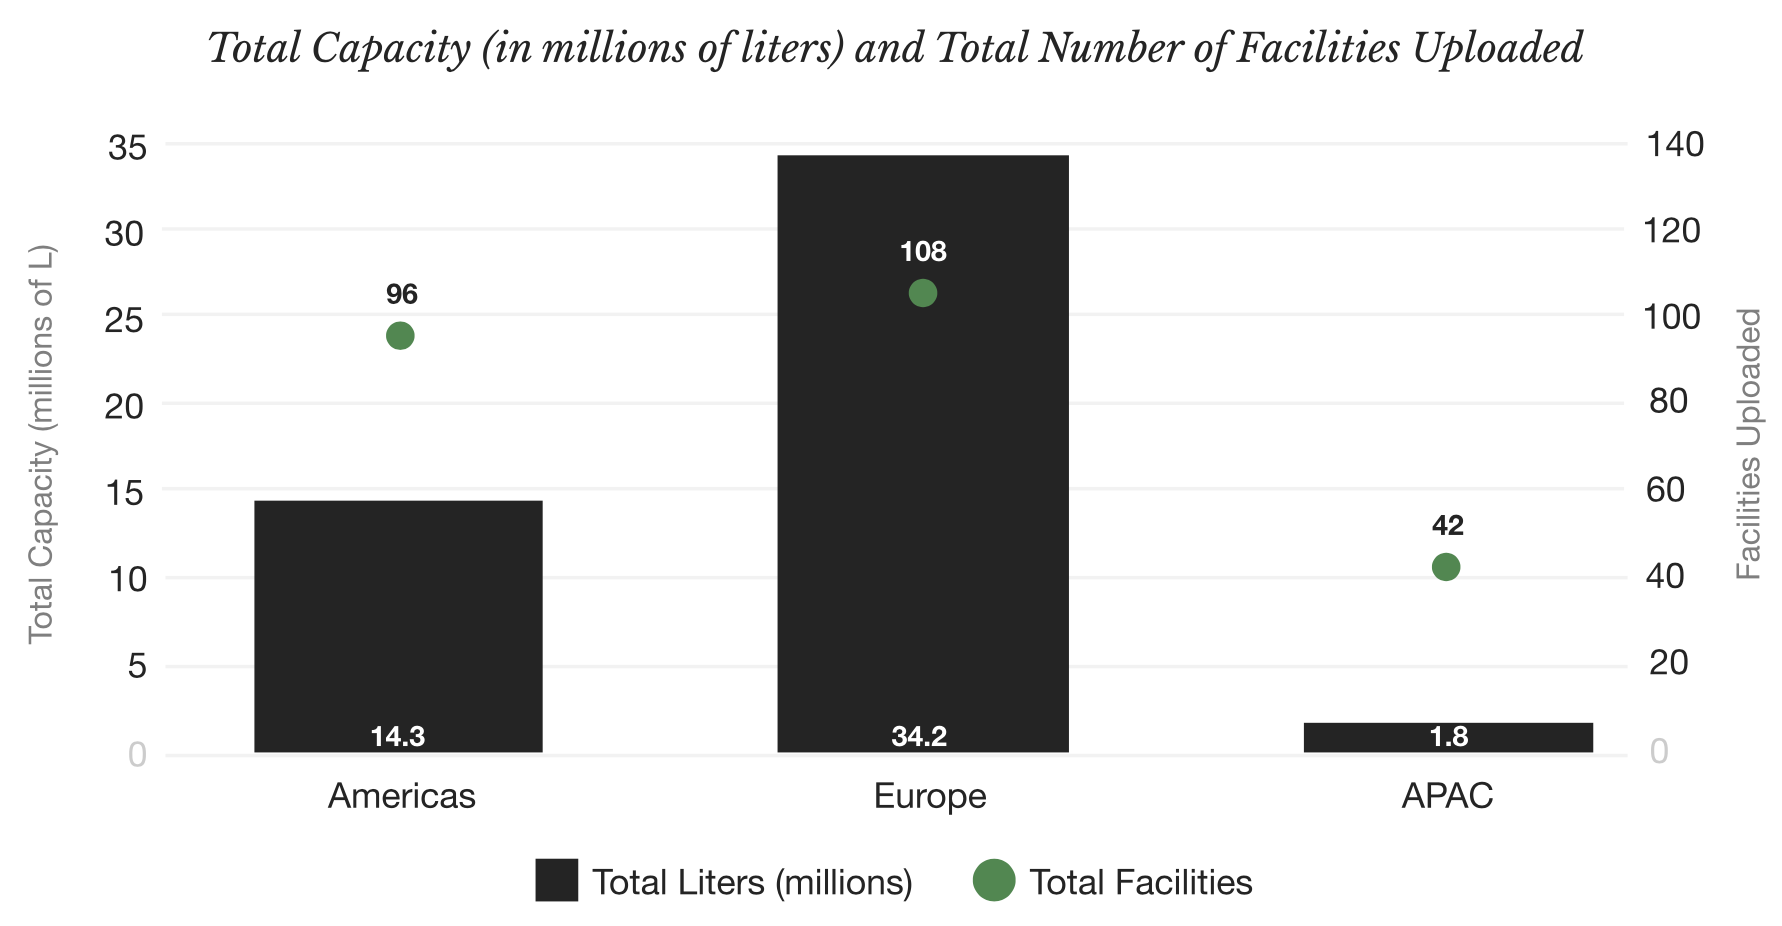 Total Capacity (in millions of liters) and Total Number of Facilities Uploaded
Total Capacity (millions of L)
35
30
25
20
15
10
5
0
96
108
42
14.3
34.2
1.8
140
120
100
80
60
40
20
0
Facilities Uploaded
Americas
Europe
APAC
Total Liters (millions)
Total Facilities